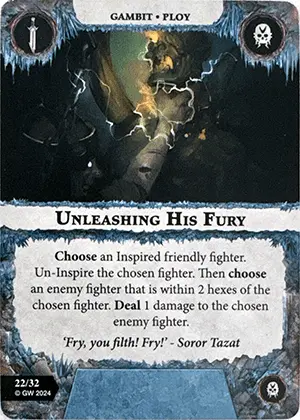 GAMBIT • PLOY
UNLEASHING HIS FURY
Choose an Inspired friendly fighter.
Un-Inspire the chosen fighter. Then choose
an enemy fighter that is within 2 hexes of the
chosen fighter. Deal 1 damage to the chosen
enemy fighter.
'Fry, you filth! Fry!' - Soror Tazat
22/32
© GW 2024